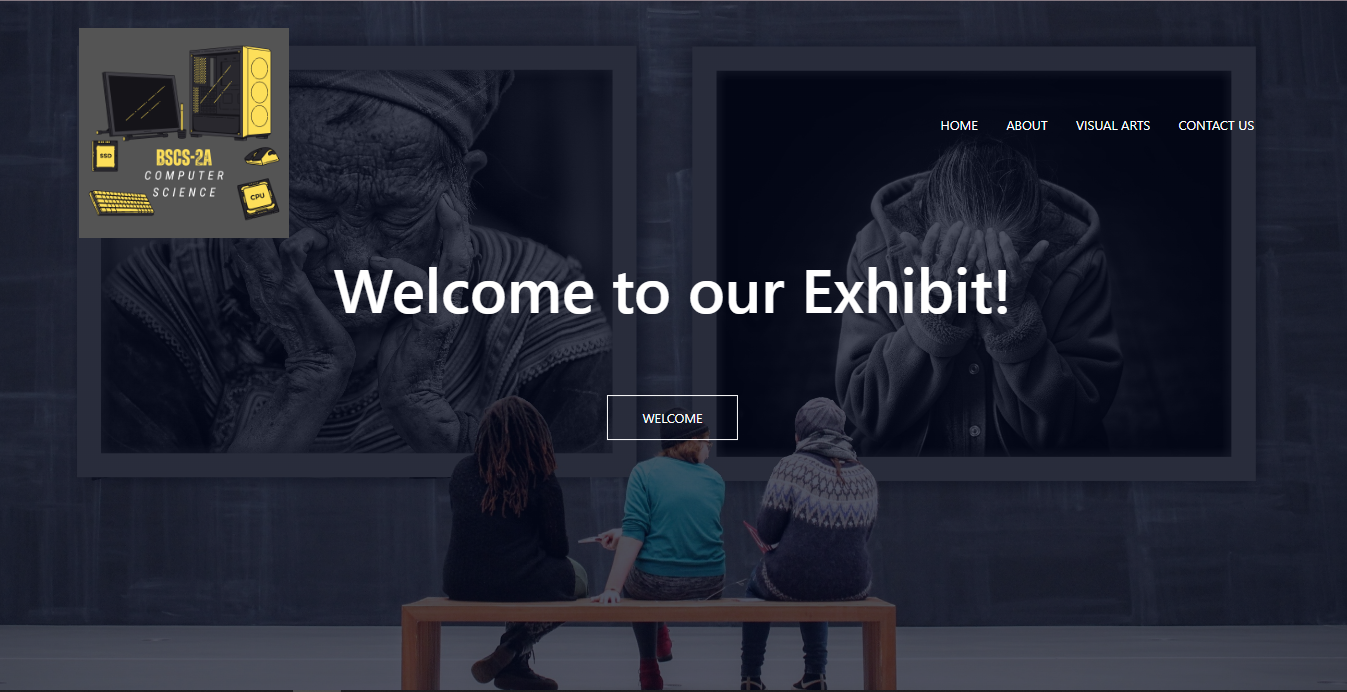 SSD
BSCS-2A
COMPUTER
SCIENCE
CPU
HOME ABOUT VISUAL ARTS CONTACT US
Welcome to our Exhibit!
WELCOME